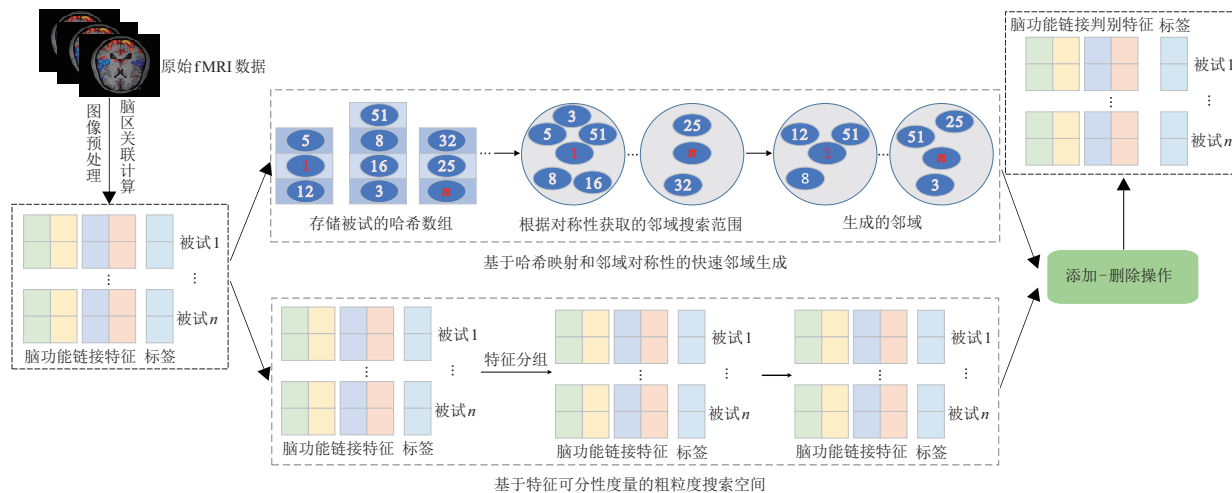 原始fMRI数据
图像预处理
脑区关联计算
被试1
⋮
…
被试n
脑功能链接特征 标签
5
1
12
51
8
16
3
32
25
n
…
存储被试的哈希数组
3
5
51
1
8
16
…
25
n
32
根据对称性获取的邻域搜索范围
12
51
1
8
…
25
51
n
3
生成的邻域
基于哈希映射和邻域对称性的快速邻域生成
被试1
⋮
…
被试n
脑功能链接特征 标签
特征分组
被试1
⋮
…
被试n
脑功能链接特征 标签
被试1
⋮
…
被试n
脑功能链接特征 标签
基于特征可分性度量的粗粒度搜索空间
添加-删除操作
脑功能链接判别特征 标签
被试1
⋮
…
被试n